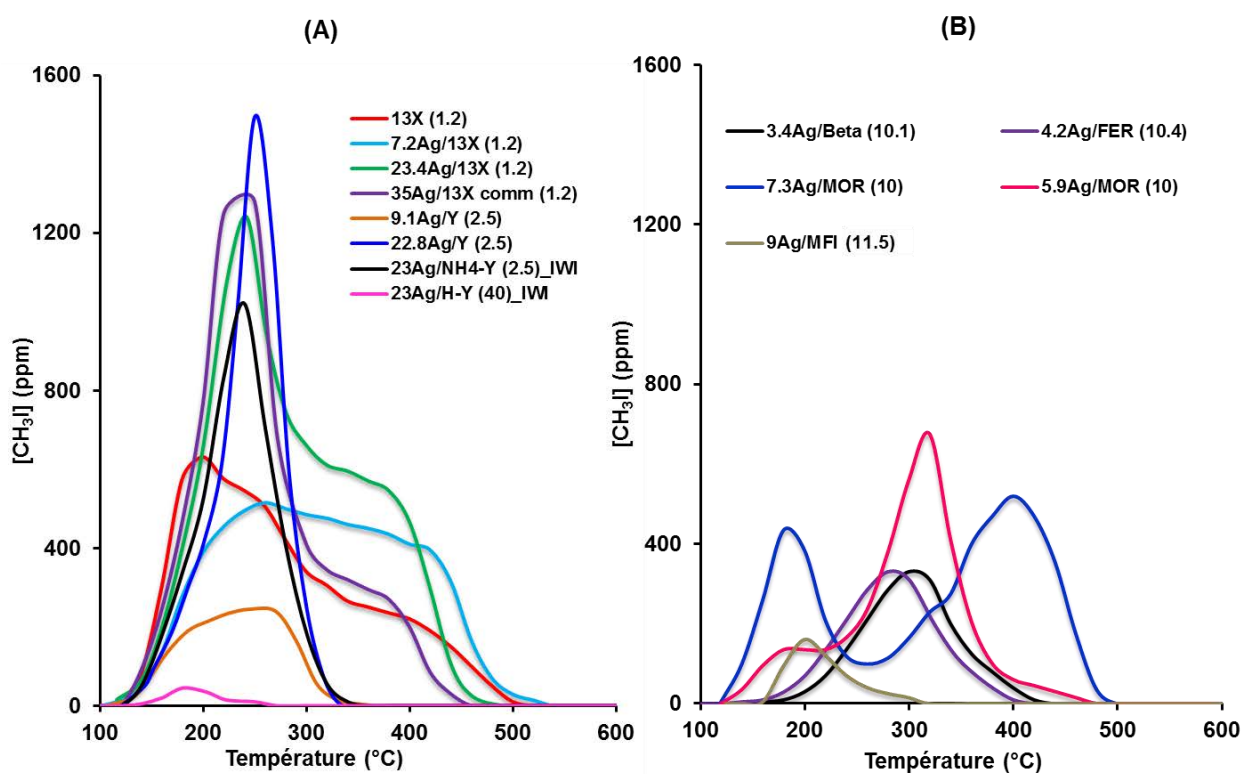 (A)
1600
1200
800
400
0
[CH3I] (ppm)
100 200 300 400 500 600
Température (°C)
13X (1.2)
7.2Ag/13X (1.2)
23.4Ag/13X (1.2)
35Ag/13X comm (1.2)
9.1Ag/Y (2.5)
22.8Ag/Y (2.5)
23Ag/NH4-Y (2.5)_IWI
23Ag/H-Y (40)_IWI
(B)
1600
1200
800
400
0
[CH3I] (ppm)
100 200 300 400 500 600
Température (°C)
3.4Ag/Beta (10.1) 4.2Ag/FER (10.4)
7.3Ag/MOR (10) 5.9Ag/MOR (10)
9Ag/MFI (11.5)